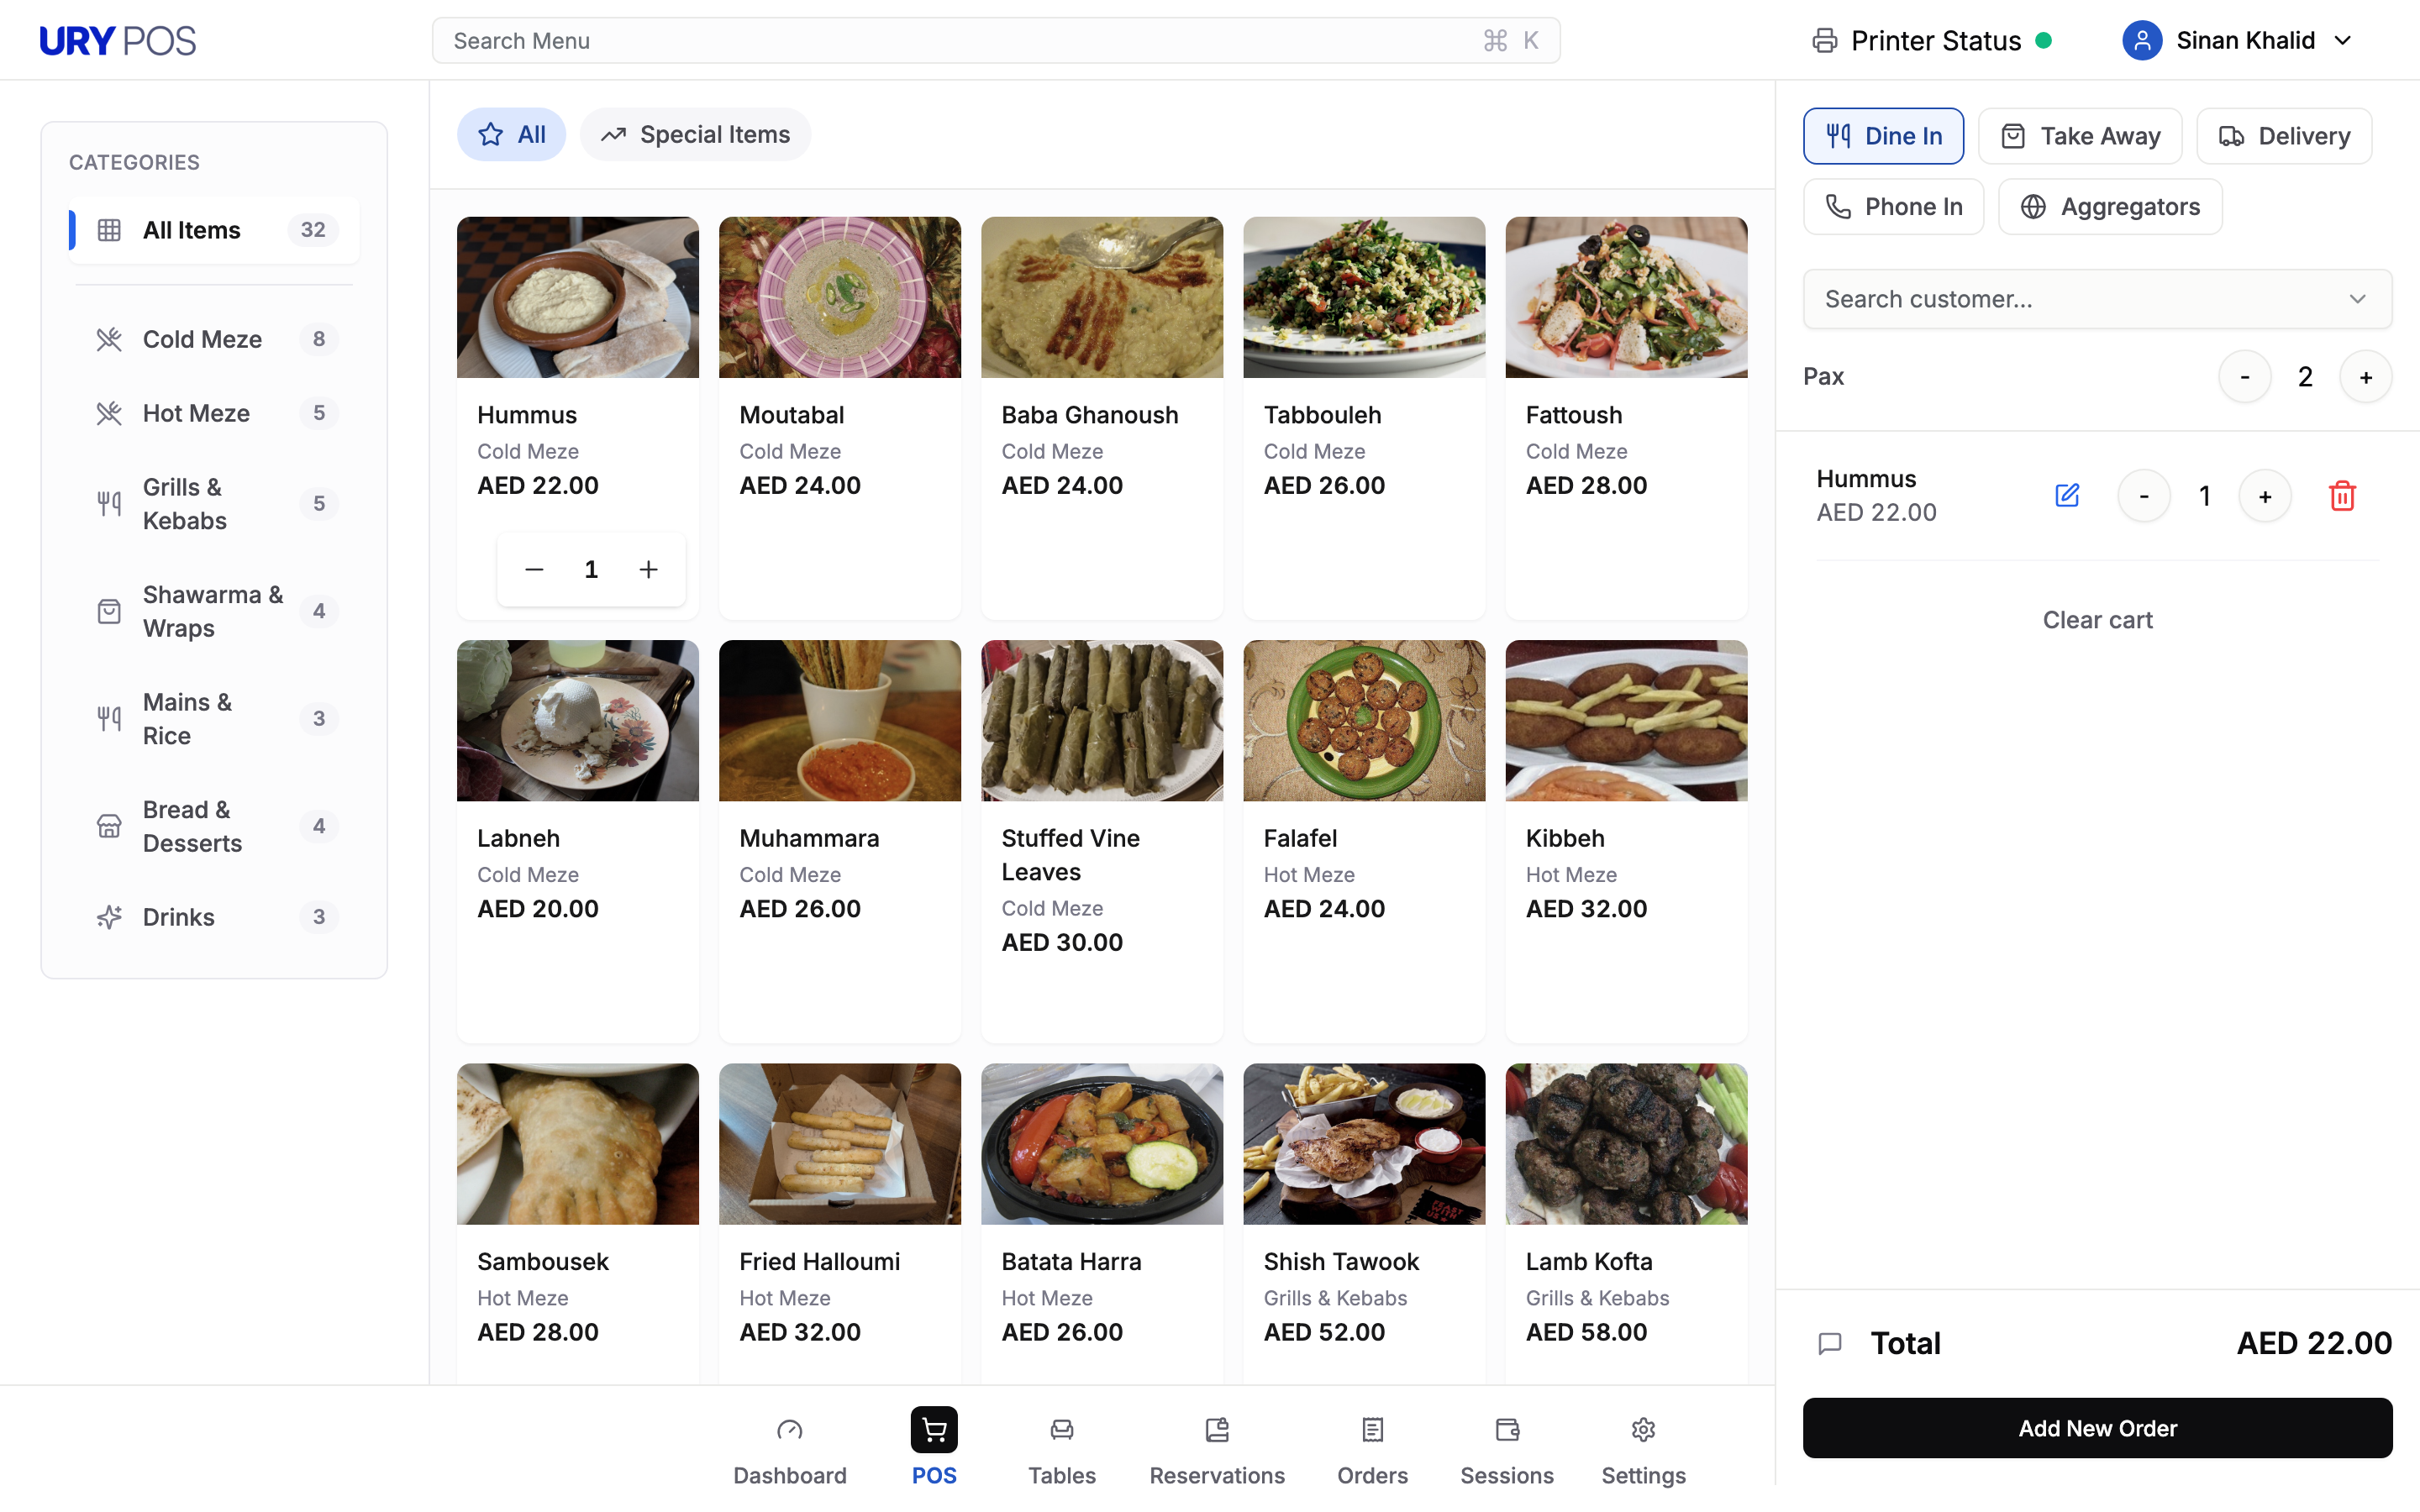 URY POS
Search Menu
⌘ K
Printer Status
Sinan Khalid
CATEGORIES
All Items 32
Cold Meze 8
Hot Meze 5
Grills &
Kebabs 5
Shawarma &
Wraps 4
Mains &
Rice 3
Bread &
Desserts 4
Drinks 3
All
Special Items
Hummus
Cold Meze
AED 22.00
1
Moutabal
Cold Meze
AED 24.00
Baba Ghanoush
Cold Meze
AED 24.00
Tabbouleh
Cold Meze
AED 26.00
Fattoush
Cold Meze
AED 28.00
Labneh
Cold Meze
AED 20.00
Muhammara
Cold Meze
AED 26.00
Stuffed Vine
Leaves
Cold Meze
AED 30.00
Falafel
Hot Meze
AED 24.00
Kibbeh
Hot Meze
AED 32.00
Sambousek
Hot Meze
AED 28.00
Fried Halloumi
Hot Meze
AED 32.00
Batata Harra
Hot Meze
AED 26.00
Shish Tawook
Grills & Kebabs
AED 52.00
Lamb Kofta
Grills & Kebabs
AED 58.00
Dine In
Take Away
Delivery
Phone In
Aggregators
Search customer...
Pax - 2 +
Hummus
AED 22.00
- 1 +
Clear cart
Total AED 22.00
Add New Order
Dashboard
POS
Tables
Reservations
Orders
Sessions
Settings